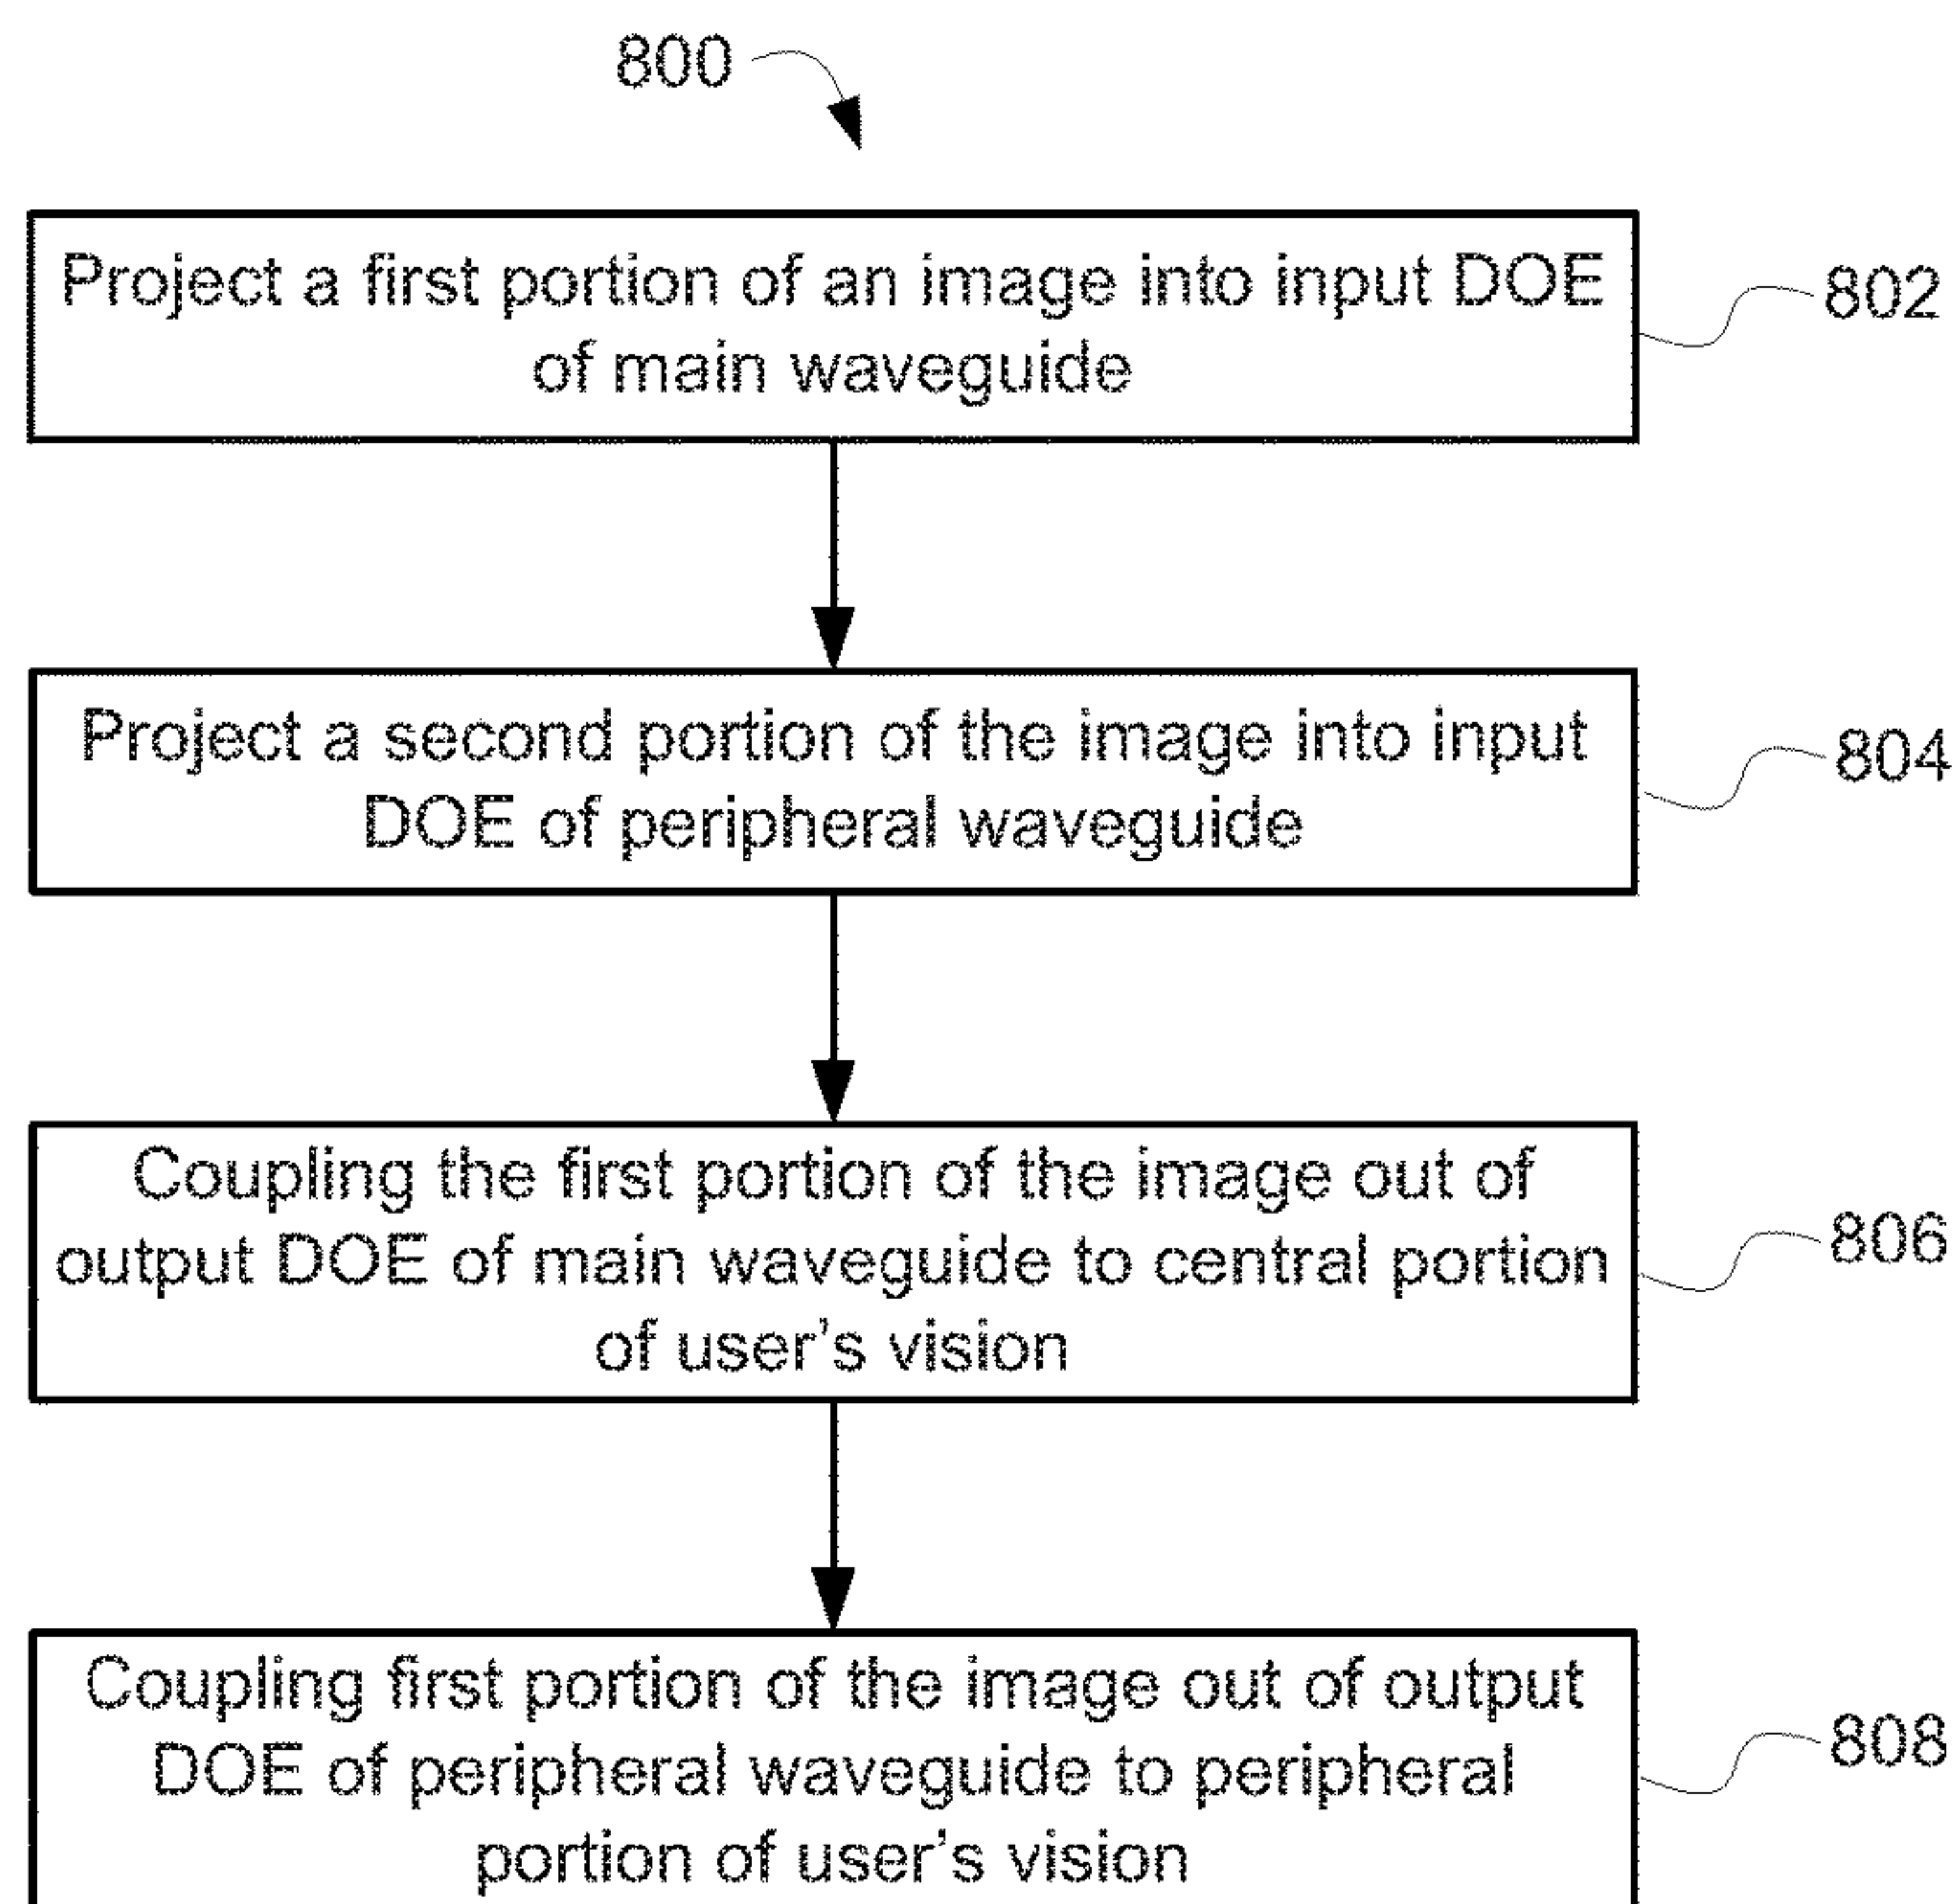 800
Project a first portion of an image into input DOE
of main waveguide
802
Project a second portion of the image into input
DOE of peripheral waveguide
804
Coupling the first portion of the image out of
output DOE of main waveguide to central portion
of user's vision
806
Coupling first portion of the image out of output
DOE of peripheral waveguide to peripheral
portion of user's vision
808